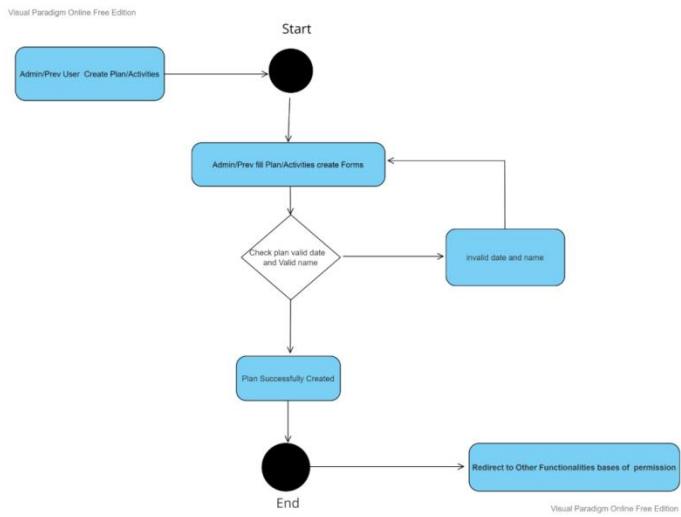 Visual Paradigm Online Free Edition
Start
Admin/Prev User Create Plan/Activities
Admin/Prev fill Plan/Activities create Forms
Check plan valid date
and Valid name
invalid date and name
Plan Successfully Created
Redirect to Other Functionalities bases of permission
End
Visual Paradigm Online Free Edition